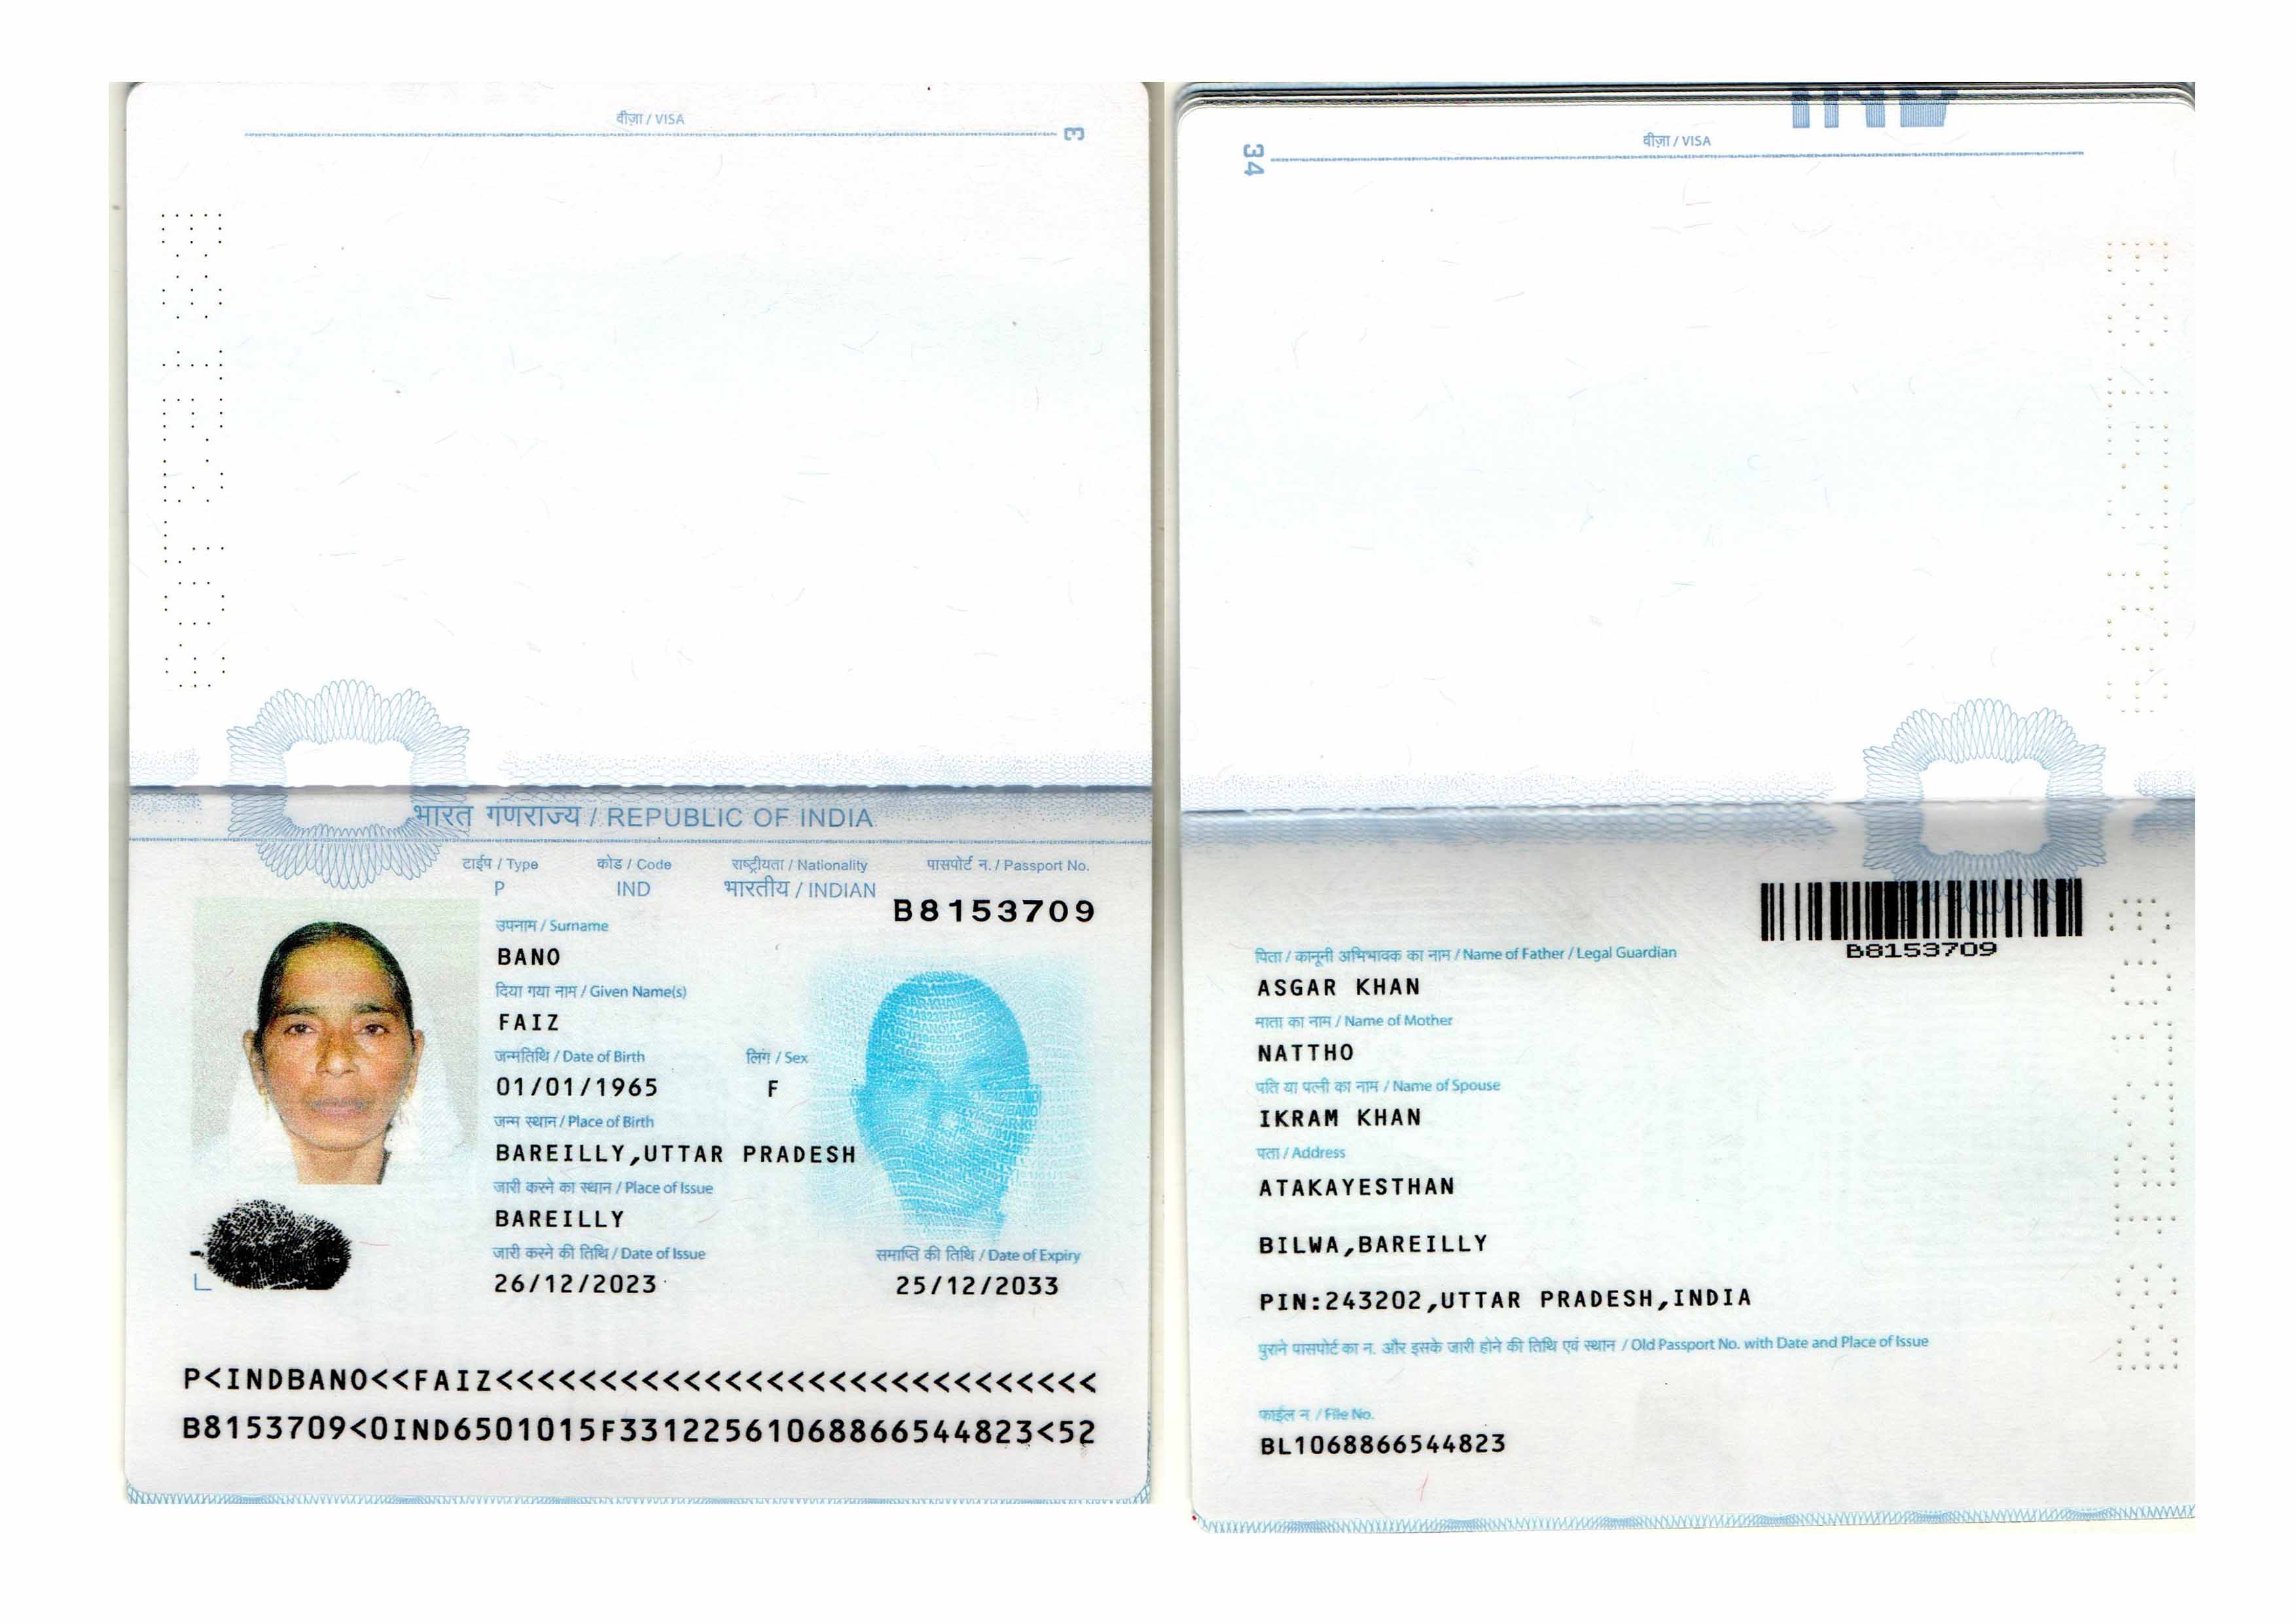 वीज़ा / VISA
3
भारत गणराज्य / REPUBLIC OF INDIA
टाईप / Type
कोड / Code
राष्ट्रीयता / Nationality
पासपोर्ट न. / Passport No.
P
IND
भारतीय / INDIAN
B8153709
उपनाम / Surname
BANO
दिया गया नाम / Given Name(s)
FAIZ
जन्मतिथि / Date of Birth
लिंग / Sex
01/01/1965
F
जन्म स्थान / Place of Birth
BAREILLY,UTTAR PRADESH
जारी करने का स्थान / Place of Issue
BAREILLY
जारी करने की तिथि / Date of Issue
समाप्ति की तिथि / Date of Expiry
26/12/2023
25/12/2033
P<INDBANO<<FAIZ<<<<<<<<<<<<<<<<<<<<<<<<<<<<<
B8153709<0IND6501015F33122561068866544823<52
वीज़ा / VISA
34
B8153709
पिता / कानूनी अभिभावक का नाम / Name of Father / Legal Guardian
ASGAR KHAN
माता का नाम / Name of Mother
NATTHO
पति या पत्नी का नाम / Name of Spouse
IKRAM KHAN
पता / Address
ATAKAYESTHAN
BILWA,BAREILLY
PIN:243202,UTTAR PRADESH,INDIA
पुराने पासपोर्ट का न. और इसके जारी होने की तिथि एवं स्थान / Old Passport No. with Date and Place of Issue
फाईल न / File No.
BL1068866544823